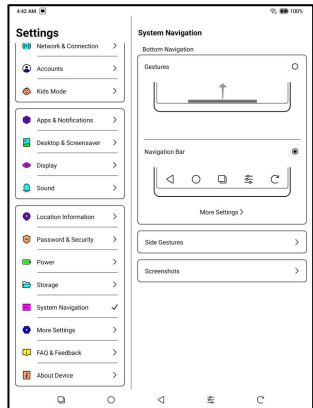 4:42 AM
100%
Settings
Network & Connection
Accounts
Kids Mode
Apps & Notifications
Desktop & Screensaver
Display
Sound
Location Information
Password & Security
Power
Storage
System Navigation
More Settings
FAQ & Feedback
About Device
System Navigation
Bottom Navigation
Gestures
Navigation Bar
More Settings
Side Gestures
Screenshots